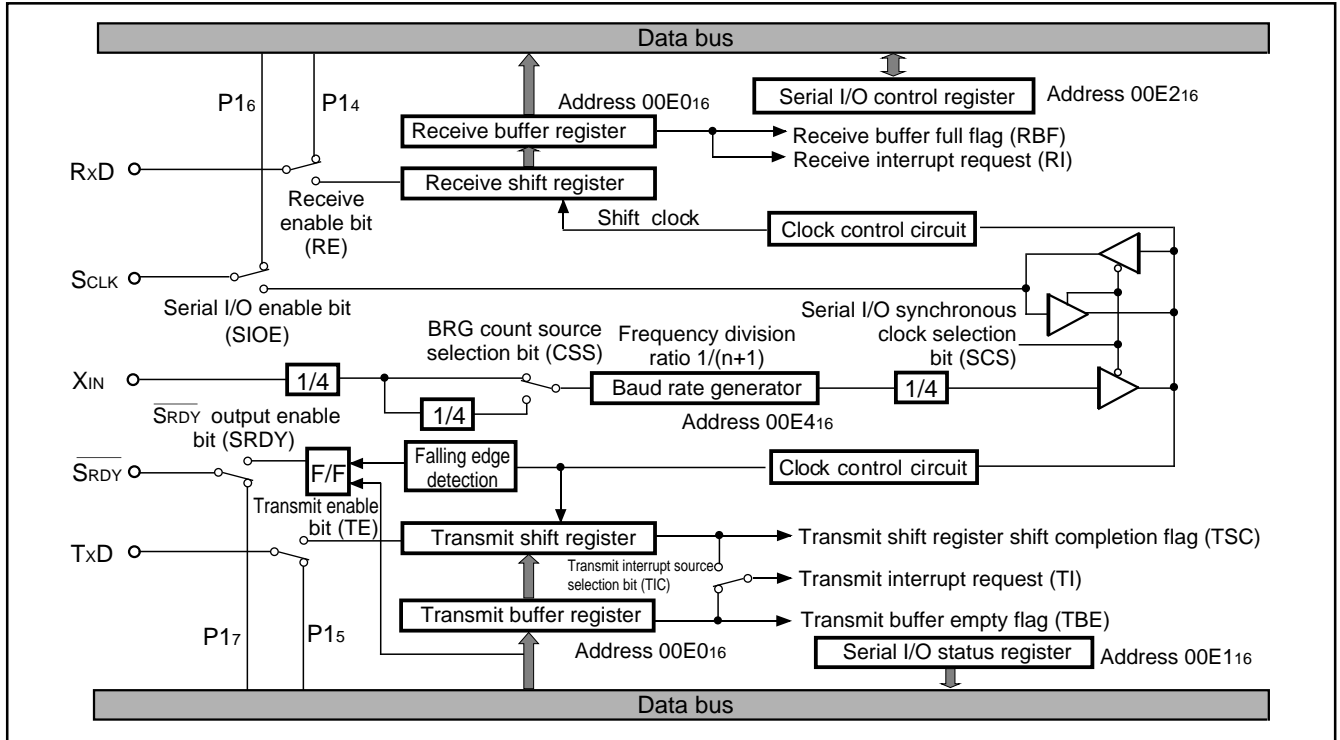 Data bus
P16
P14
Address 00E016
Serial I/O control register
Address 00E216
Receive buffer register
Receive buffer full flag (RBF)
Receive interrupt request (RI)
RXD
Receive shift register
Receive
enable bit
(RE)
Shift clock
Clock control circuit
SCLK
Serial I/O enable bit
(SIOE)
BRG count source
selection bit (CSS)
Frequency division
ratio 1/(n+1)
Serial I/O synchronous
clock selection
bit (SCS)
XIN
1/4
1/4
Baud rate generator
1/4
Address 00E416
SRDY output enable
bit (SRDY)
SRDY
F/F
Falling edge
detection
Clock control circuit
Transmit enable
bit (TE)
Transmit shift register
Transmit shift register shift completion flag (TSC)
TXD
Transmit interrupt source
selection bit (TIC)
Transmit interrupt request (TI)
Transmit buffer register
Transmit buffer empty flag (TBE)
P17
P15
Address 00E016
Serial I/O status register
Address 00E116
Data bus